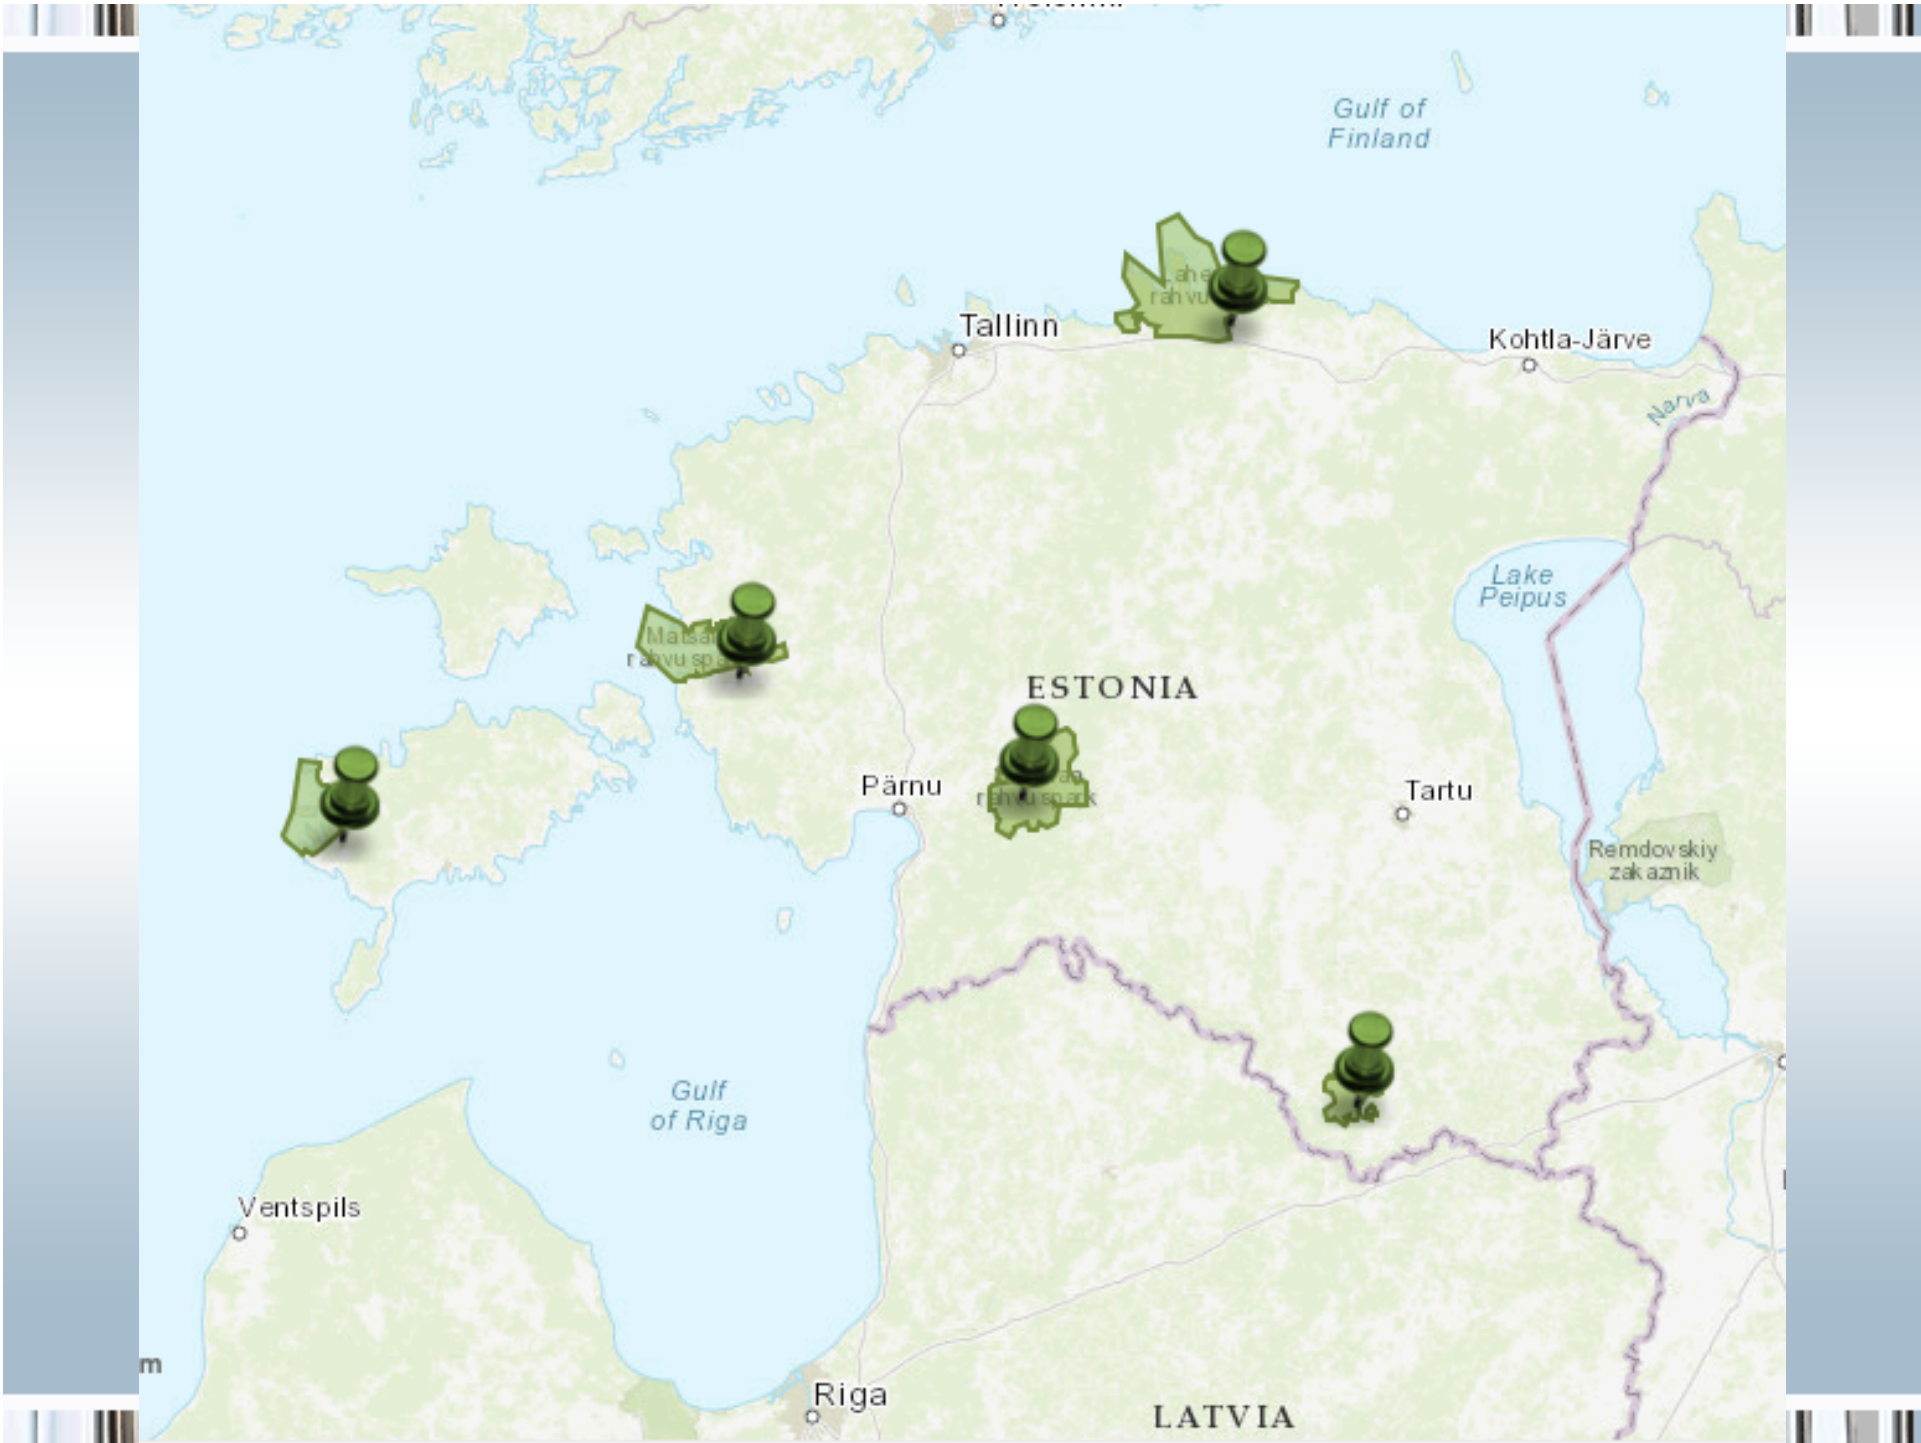 Gulf of
Finland
Tallinn
Kohtla-Järve
Narva
Lake
Peipus
ESTONIA
Pärnu
Tartu
Remdovskiy
zakaznik
Gulf
of Riga
Ventspils
m
Riga
LATVIA